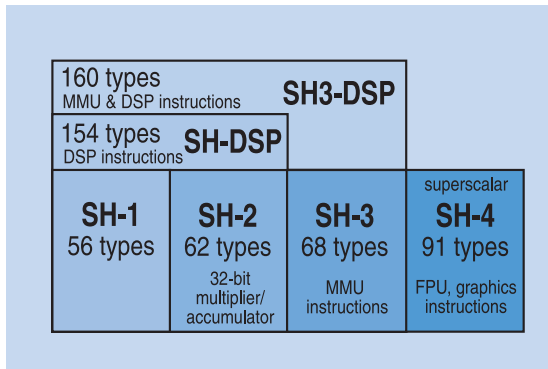 160 types
MMU & DSP instructions
SH3-DSP
154 types
DSP instructions
SH-DSP
SH-1
56 types
SH-2
62 types
32-bit
multiplier/
accumulator
SH-3
68 types
MMU
instructions
superscalar
SH-4
91 types
FPU, graphics
instructions